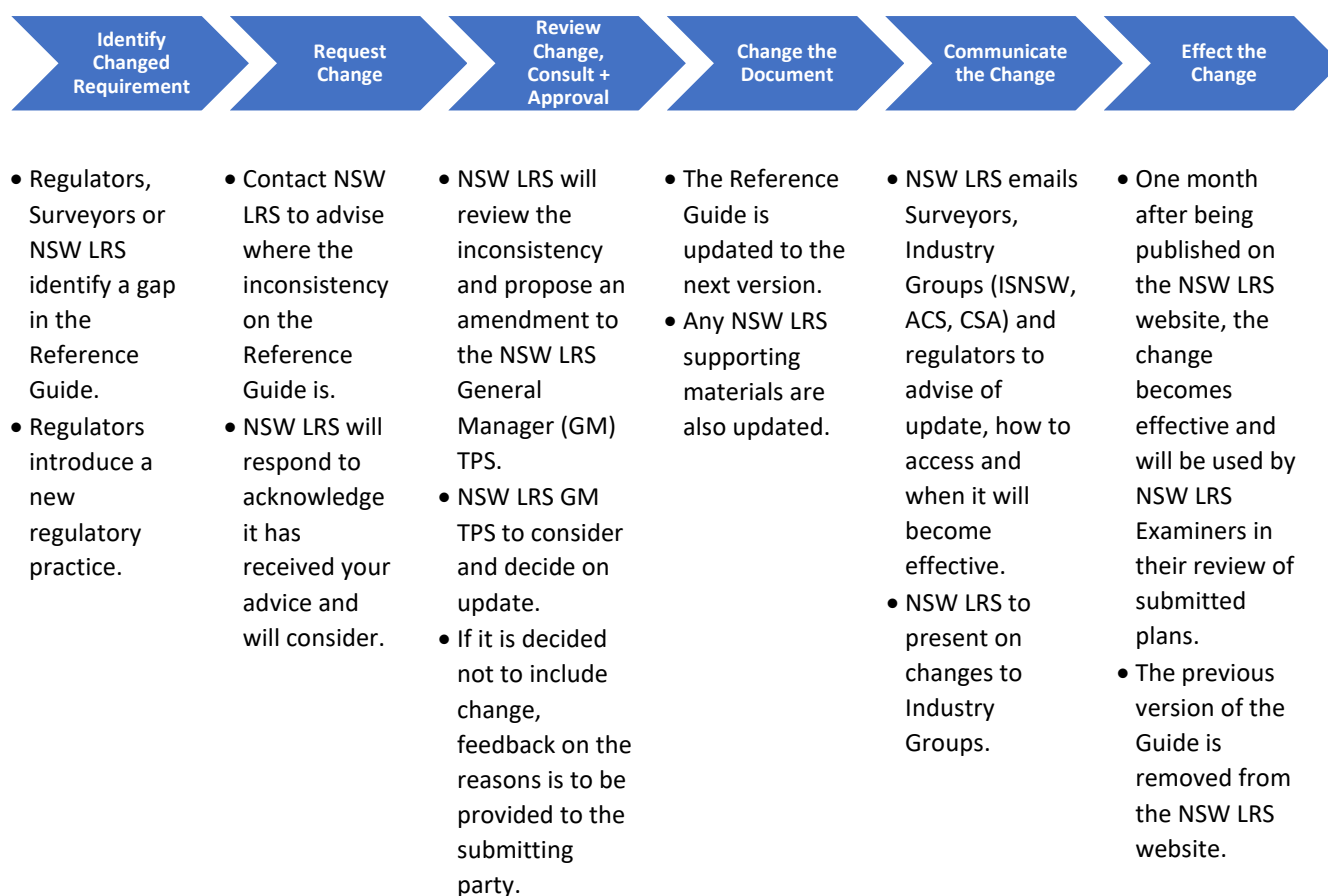 Identify
Changed
Requirement
Request
Change
Review
Change,
Consult +
Approval
Change the
Document
Communicate
the Change
Effect the
Change
• Regulators,
Surveyors or
NSW LRS
identify a gap
in the
Reference
Guide.
• Regulators
introduce a
new
regulatory
practice.
• Contact NSW
LRS to advise
where the
inconsistency
on the
Reference
Guide is.
• NSW LRS will
respond to
acknowledge
it has
received your
advice and
will consider.
• NSW LRS will
review the
inconsistency
and propose an
amendment to
the NSW LRS
General
Manager (GM)
TPS.
• NSW LRS GM
TPS to consider
and decide on
update.
• If it is decided
not to include
change,
feedback on the
reasons is to be
provided to the
submitting
party.
• The Reference
Guide is
updated to the
next version.
• Any NSW LRS
supporting
materials are
also updated.
• NSW LRS emails
Surveyors,
Industry
Groups (ISNSW,
ACS, CSA) and
regulators to
advise of
update, how to
access and
when it will
become
effective.
• NSW LRS to
present on
changes to
Industry
Groups.
• One month
after being
published on
the NSW LRS
website, the
change
becomes
effective and
will be used by
NSW LRS
Examiners in
their review of
submitted
plans.
• The previous
version of the
Guide is
removed from
the NSW LRS
website.